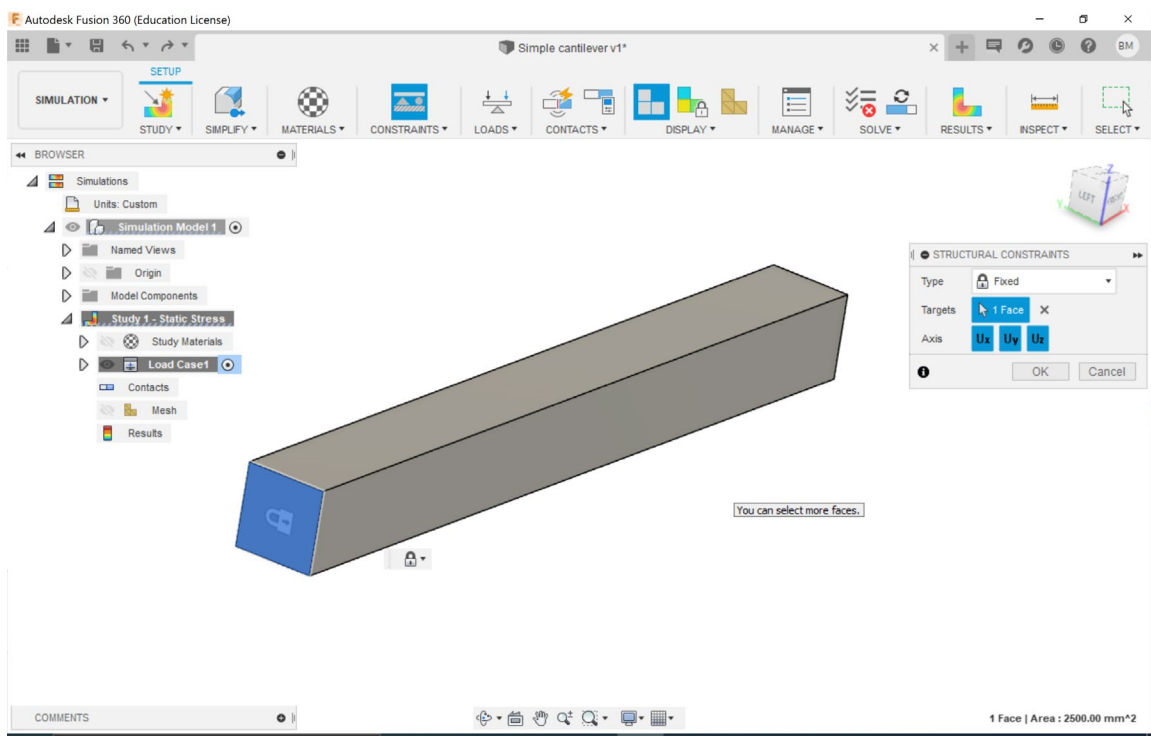 Autodesk Fusion 360 (Education License)
Simple cantilever v1*
BM
SETUP
SIMULATION
STUDY SIMPLIFY MATERIALS CONSTRAINTS LOADS CONTACTS DISPLAY MANAGE SOLVE RESULTS INSPECT SELECT
BROWSER
Simulations
Units: Custom
Simulation Model 1
Named Views
Origin
Model Components
Study 1 - Static Stress
Study Materials
Load Case1
Contacts
Mesh
Results
Z
LEFT
Y
X
STRUCTURAL CONSTRAINTS
Type Fixed
Targets 1 Face
Axis Ux Uy Uz
OK Cancel
You can select more faces.
COMMENTS
1 Face | Area : 2500.00 mm^2